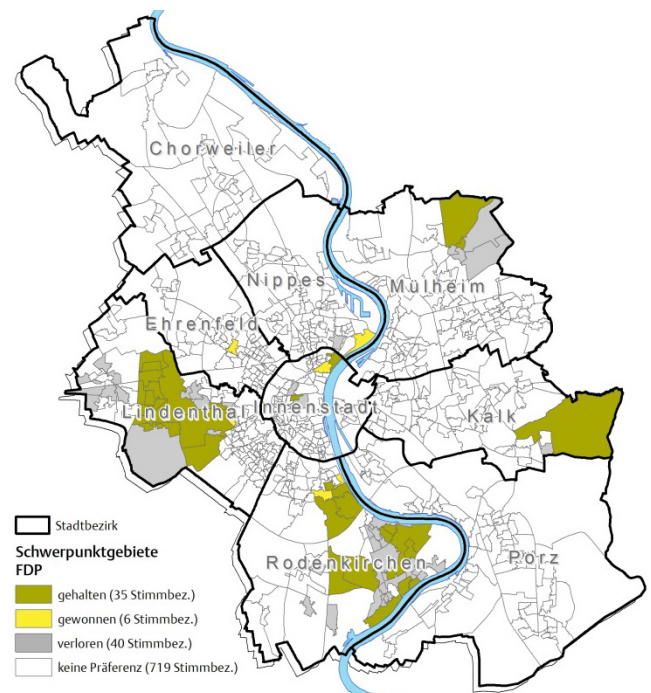 Chorweiler
Nippes
Mülheim
Ehrenfeld
Lindenthal
Innenstadt
Kalk
Rodenkirchen
Porz
Stadtbezirk
Schwerpunktgebiete
FDP
gehalten (35 Stimmbez.)
gewonnen (6 Stimmbez.)
verloren (40 Stimmbez.)
keine Präferenz (719 Stimmbez.)